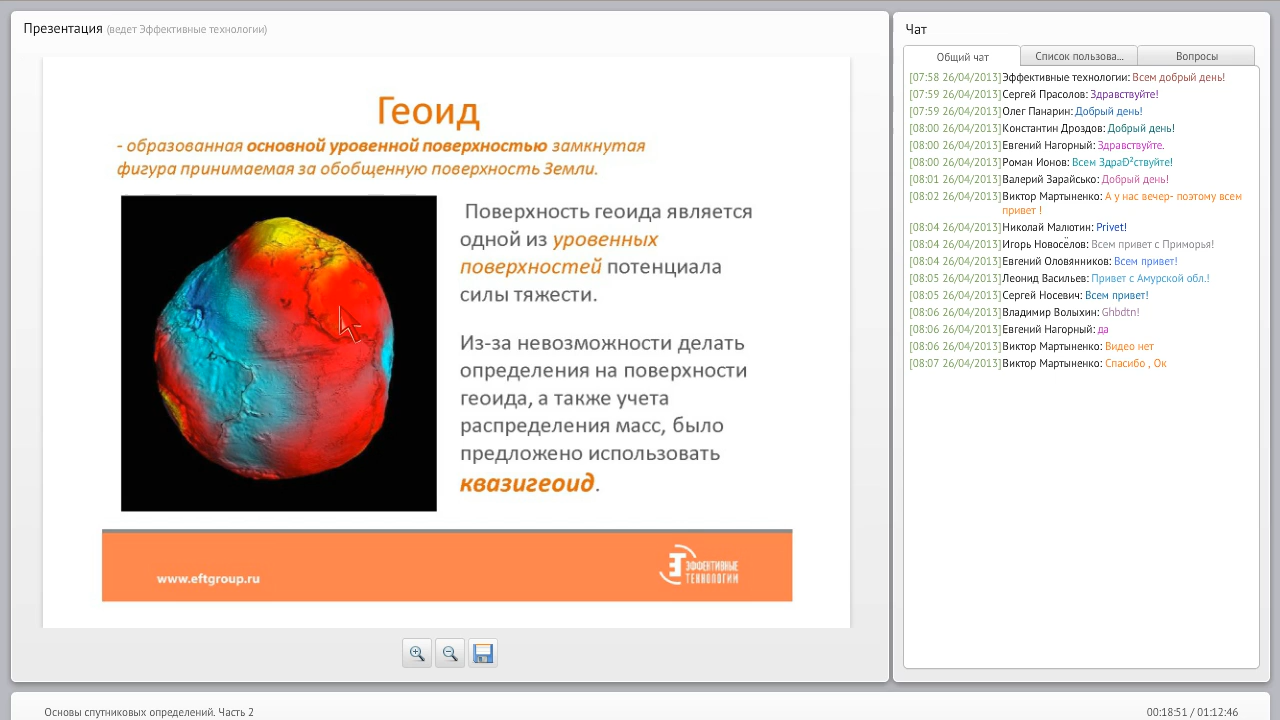 Презентация (ведет Эффективные технологии)
Геоид
- образованная основной уровенной поверхностью замкнутая
фигура принимаемая за обобщенную поверхность Земли.
Поверхность геоида является
одной из уровенных
поверхностей потенциала
силы тяжести.
Из-за невозможности делать
определения на поверхности
геоида, а также учета
распределения масс, было
предложено использовать
квазигеоид.
www.eftgroup.ru
ЭФФЕКТИВНЫЕ
ТЕХНОЛОГИИ
Чат
Общий чат
Список пользова...
Вопросы
[07:58 26/04/2013]Эффективные технологии: Всем добрый день!
[07:59 26/04/2013]Сергей Прасолов: Здравствуйте!
[07:59 26/04/2013]Олег Панарин: Добрый день!
[08:00 26/04/2013]Константин Дроздов: Добрый день!
[08:00 26/04/2013]Евгений Нагорный: Здравствуйте.
[08:00 26/04/2013]Роман Ионов: Всем ЗдраÐ²ствуйте!
[08:01 26/04/2013]Валерий Зарайсько: Добрый день!
[08:02 26/04/2013]Виктор Мартыненко: А у нас вечер- поэтому всем
привет !
[08:04 26/04/2013]Николай Малютин: Privet!
[08:04 26/04/2013]Игорь Новосёлов: Всем привет с Приморья!
[08:04 26/04/2013]Евгений Оловянников: Всем привет!
[08:05 26/04/2013]Леонид Васильев: Привет с Амурской обл.!
[08:05 26/04/2013]Сергей Носевич: Всем привет!
[08:06 26/04/2013]Владимир Волыхин: Ghbdtn!
[08:06 26/04/2013]Евгений Нагорный: да
[08:06 26/04/2013]Виктор Мартыненко: Видео нет
[08:07 26/04/2013]Виктор Мартыненко: Спасибо , Ок
Основы спутниковых определений. Часть 2
00:18:51 / 01:12:46